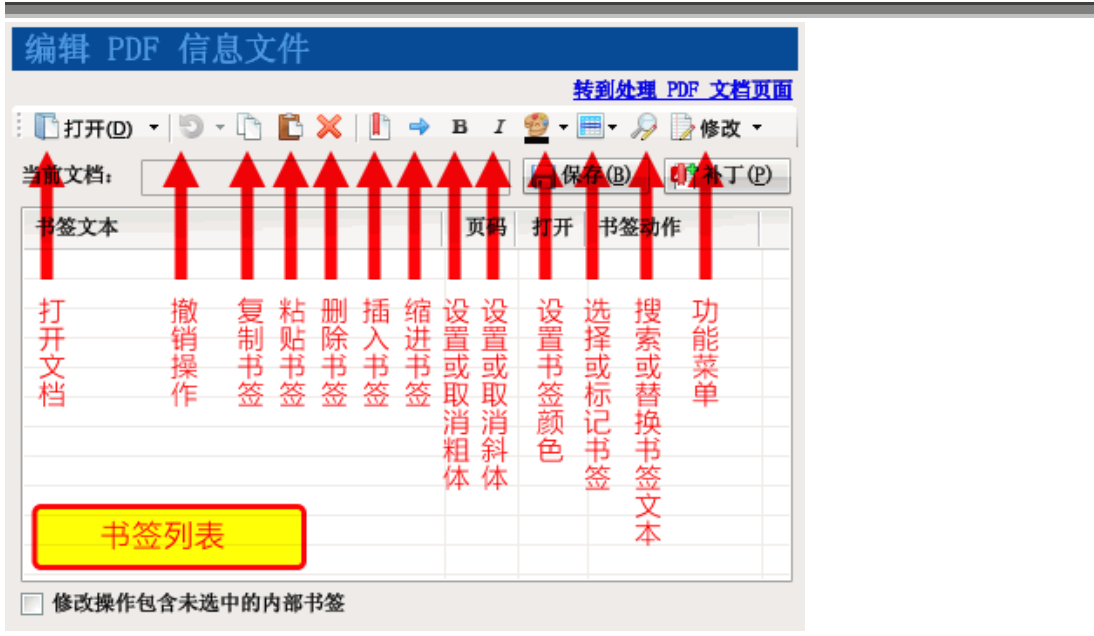 编辑 PDF 信息文件
转到处理 PDF 文档页面
打开(D) B I 修改
当前文档: 保存(B) 补丁(P)
书签文本 页码 打开 书签动作
打开文档
撤销操作
复制书签
粘贴书签
删除书签
插入书签
缩进书签
设置或取消粗体
设置或取消斜体
设置书签颜色
选择或标记书签
搜索或替换书签文本
功能菜单
书签列表
修改操作包含未选中的内部书签